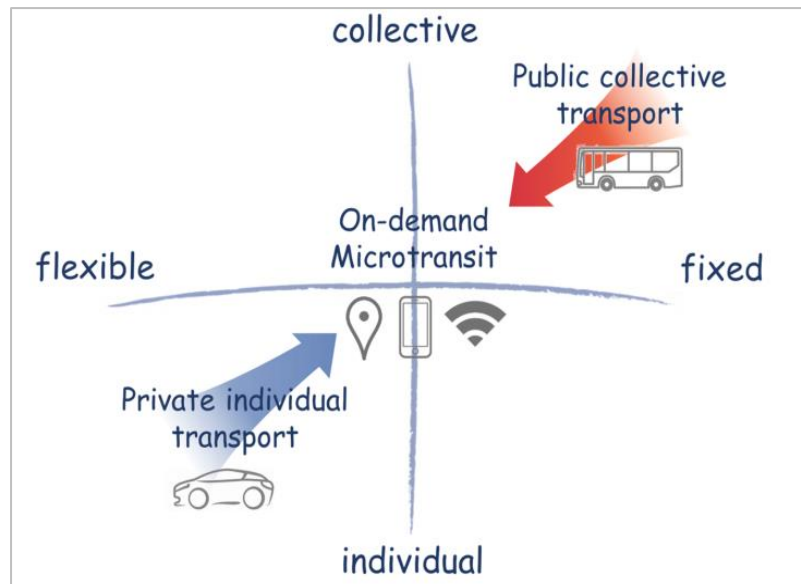 collective
Public collective
transport
On-demand
Microtransit
flexible
fixed
Private individual
transport
individual